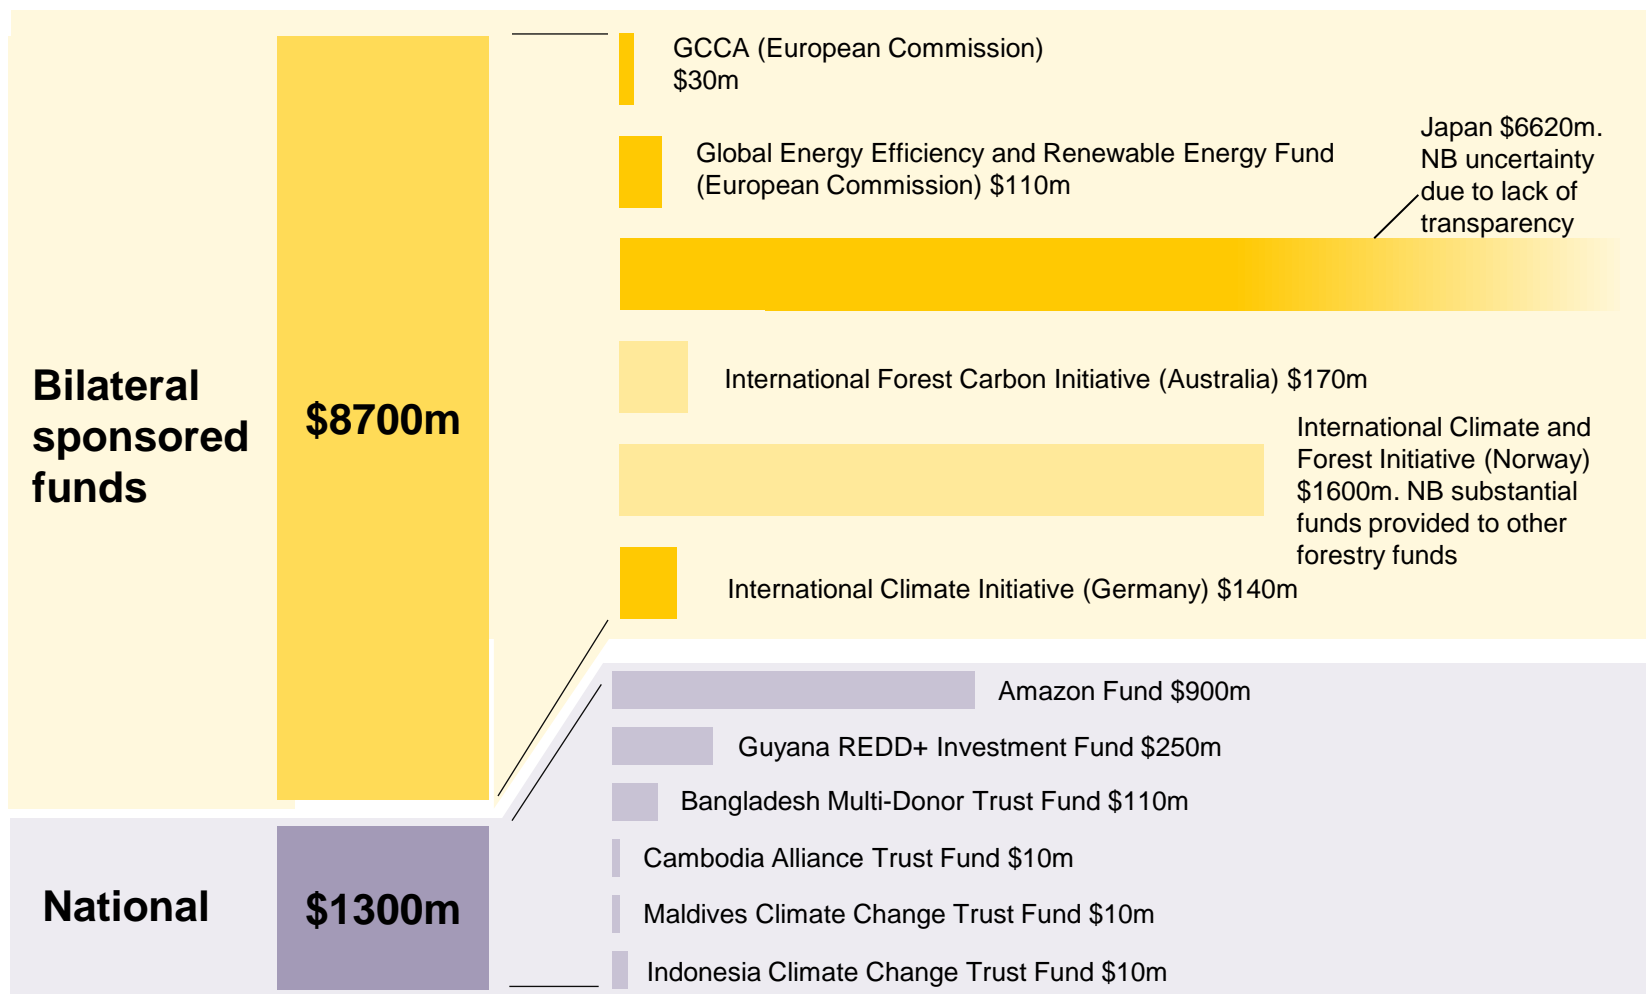 Bilateral
sponsored
funds
$8700m
GCCA (European Commission)
$30m
Global Energy Efficiency and Renewable Energy Fund
(European Commission) $110m
Japan $6620m.
NB uncertainty
due to lack of
transparency
International Forest Carbon Initiative (Australia) $170m
International Climate and
Forest Initiative (Norway)
$1600m. NB substantial
funds provided to other
forestry funds
International Climate Initiative (Germany) $140m
National
$1300m
Amazon Fund $900m
Guyana REDD+ Investment Fund $250m
Bangladesh Multi-Donor Trust Fund $110m
Cambodia Alliance Trust Fund $10m
Maldives Climate Change Trust Fund $10m
Indonesia Climate Change Trust Fund $10m